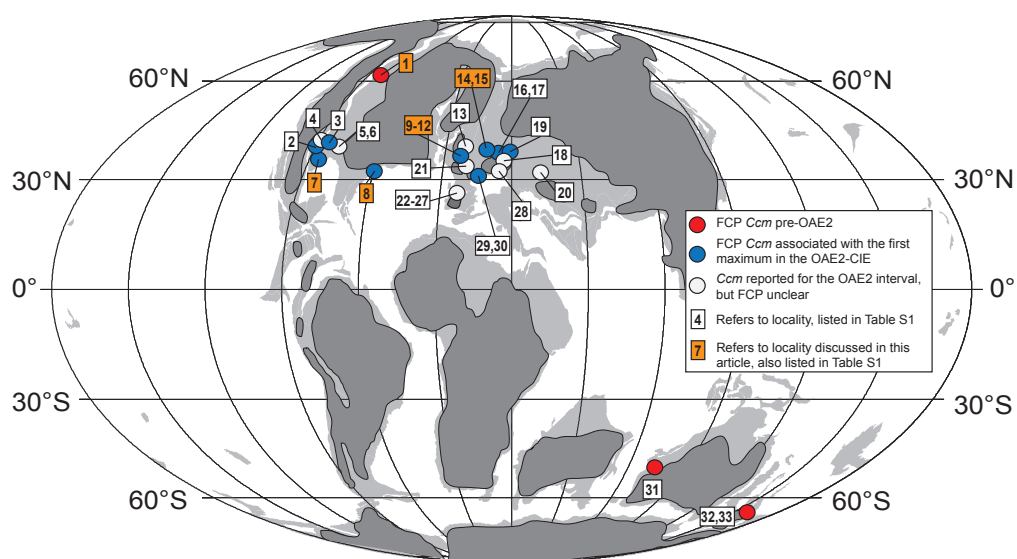 60°N
60°N
1
14,15
16,17
4
3
5,6
9-12
13
19
2
18
21
7
8
30°N
30°N
22-27
20
28
29,30
FCP Ccm pre-OAE2
FCP Ccm associated with the first
maximum in the OAE2-CIE
Ccm reported for the OAE2 interval,
but FCP unclear
4 Refers to locality, listed in Table S1
7 Refers to locality discussed in this
article, also listed in Table S1
0°
0°
30°S
30°S
31
60°S
60°S
32,33